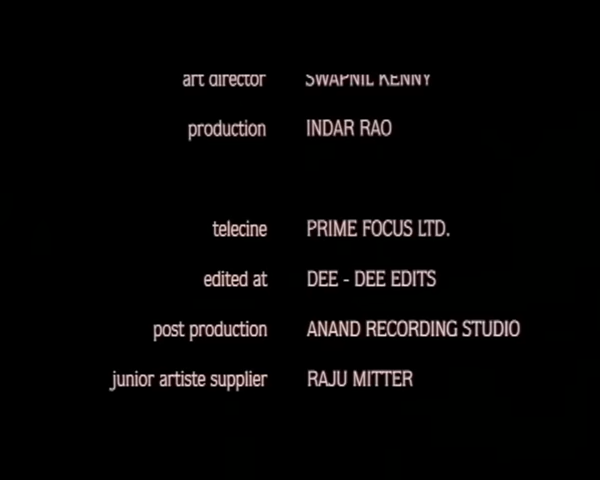 art director SWAPNIL KENNY
production INDAR RAO
telecine PRIME FOCUS LTD.
edited at DEE - DEE EDITS
post production ANAND RECORDING STUDIO
junior artiste supplier RAJU MITTER